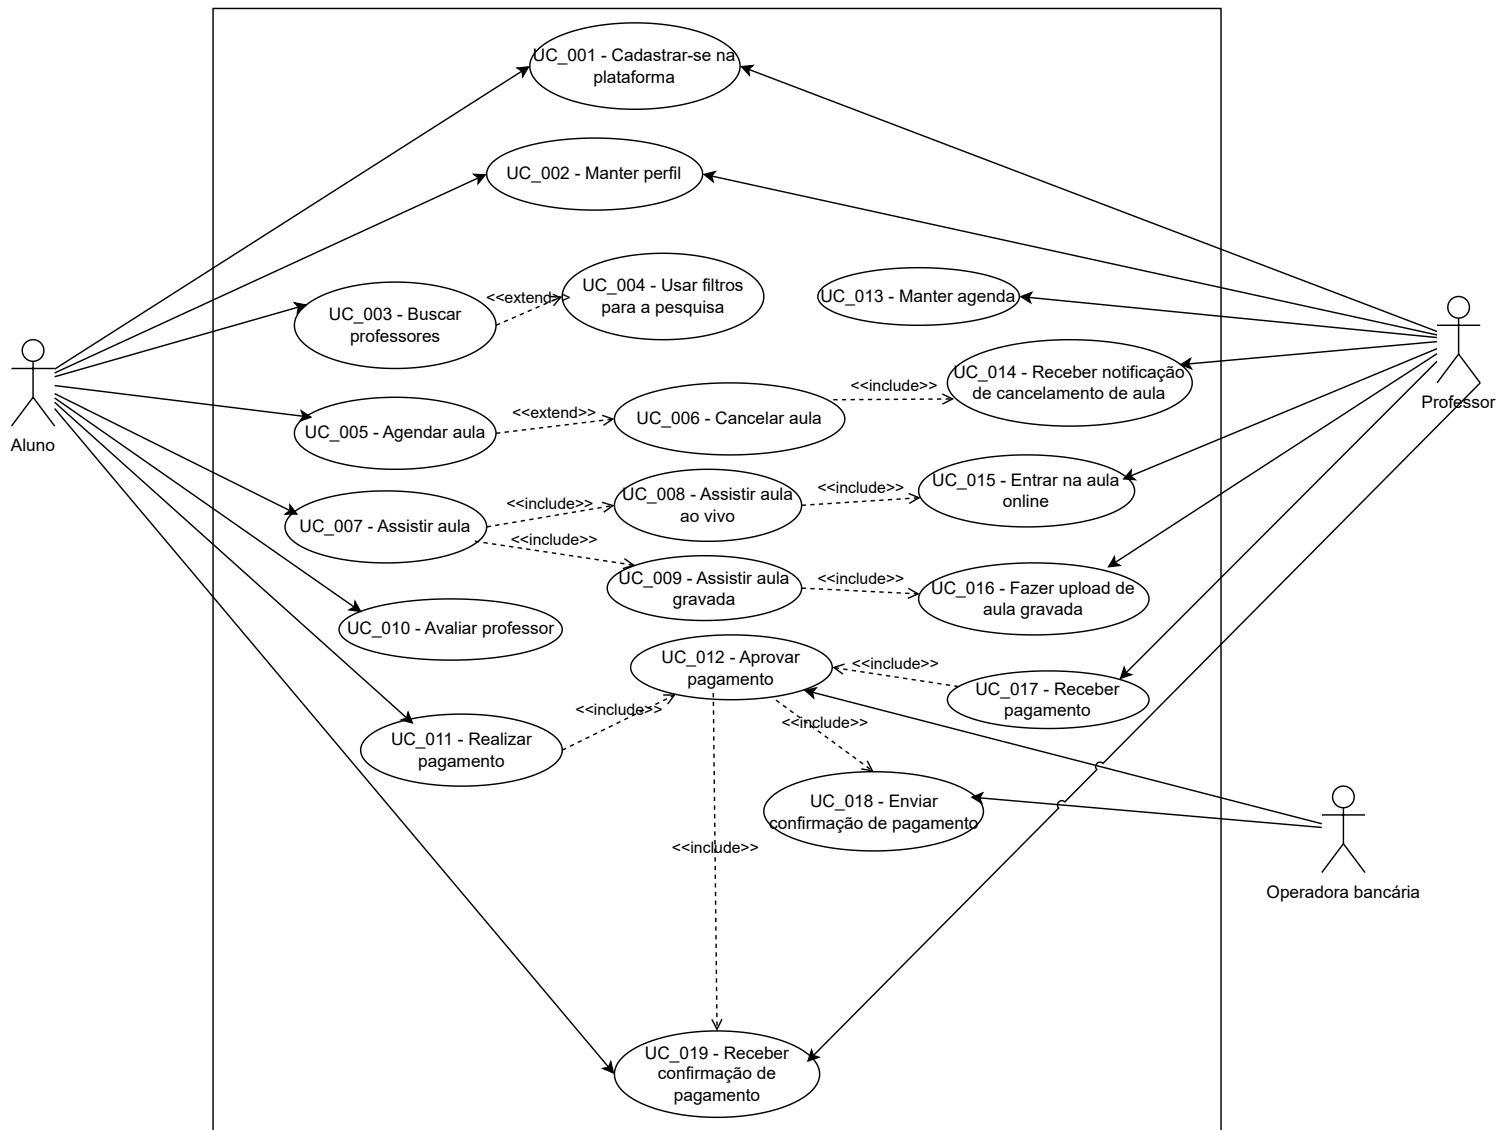 UC_001 - Cadastrar-se na
plataforma
UC_002 - Manter perfil
UC_003 - Buscar
professores
<<extend>>
UC_004 - Usar filtros
para a pesquisa
UC_013 - Manter agenda
Aluno
Professor
UC_005 - Agendar aula
<<extend>>
UC_006 - Cancelar aula
<<include>>
UC_014 - Receber notificação
de cancelamento de aula
UC_007 - Assistir aula
<<include>>
UC_008 - Assistir aula
ao vivo
<<include>>
UC_015 - Entrar na aula
online
<<include>>
UC_009 - Assistir aula
gravada
<<include>>
UC_016 - Fazer upload de
aula gravada
UC_010 - Avaliar professor
UC_012 - Aprovar
pagamento
<<include>>
UC_017 - Receber
pagamento
UC_011 - Realizar
pagamento
<<include>>
<<include>>
UC_018 - Enviar
confirmação de pagamento
<<include>>
Operadora bancária
UC_019 - Receber
confirmação de
pagamento